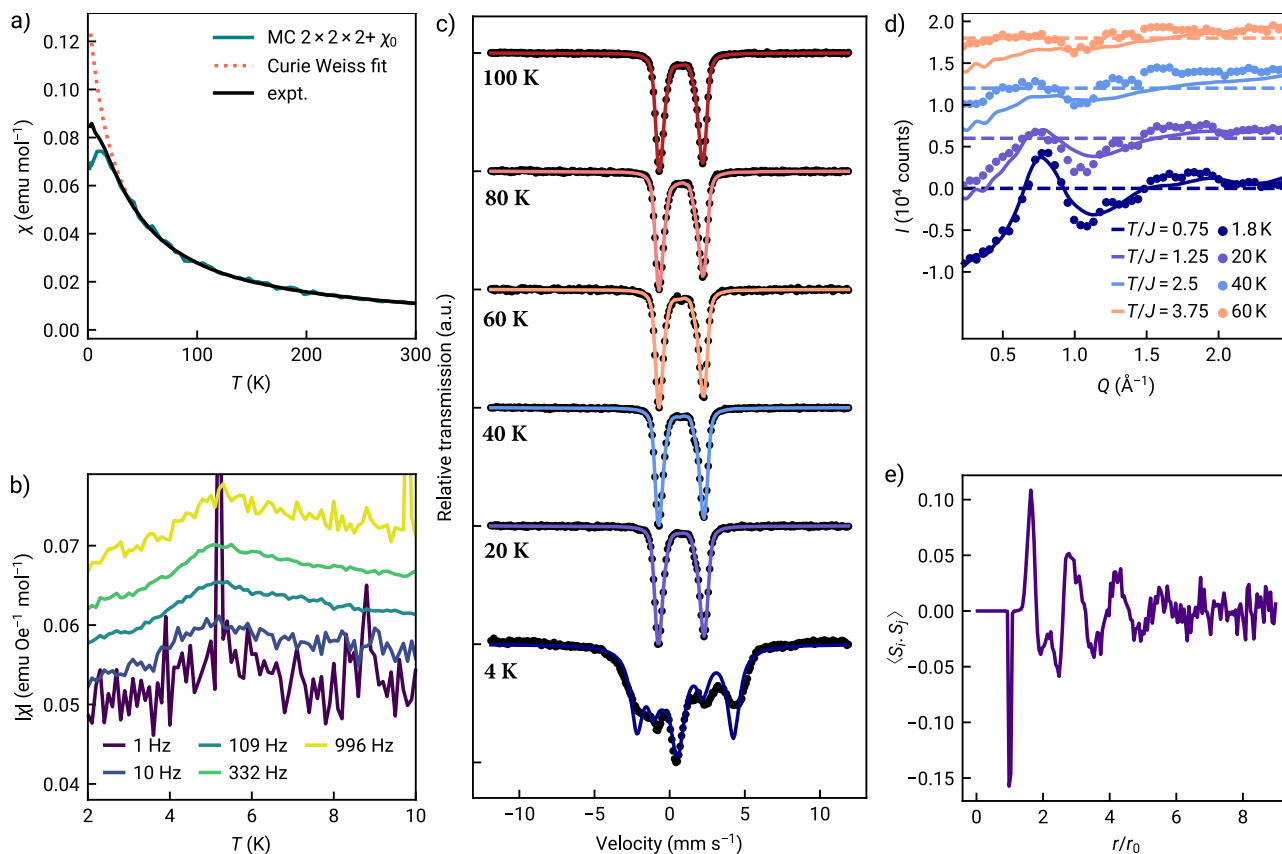 a)
χ (emu mol⁻¹)
0.12
0.10
0.08
0.06
0.04
0.02
0.00
MC 2 × 2 × 2+ χ₀
Curie Weiss fit
expt.
0 100 200 300
T (K)
b)
|χ| (emu Oe⁻¹ mol⁻¹)
0.07
0.06
0.05
0.04
1 Hz 109 Hz 996 Hz
10 Hz 332 Hz
2 4 6 8 10
T (K)
c)
Relative transmission (a.u.)
100 K
80 K
60 K
40 K
20 K
4 K
−10 −5 0 5 10
Velocity (mm s⁻¹)
d)
I (10⁴ counts)
2.0
1.5
1.0
0.5
0.0
-0.5
-1.0
T/J = 0.75 1.8 K
T/J = 1.25 20 K
T/J = 2.5 40 K
T/J = 3.75 60 K
0.5 1.0 1.5 2.0
Q (Å⁻¹)
e)
⟨Sᵢ, Sⱼ⟩
0.10
0.05
0.00
−0.05
−0.10
−0.15
0 2 4 6 8
r/r₀